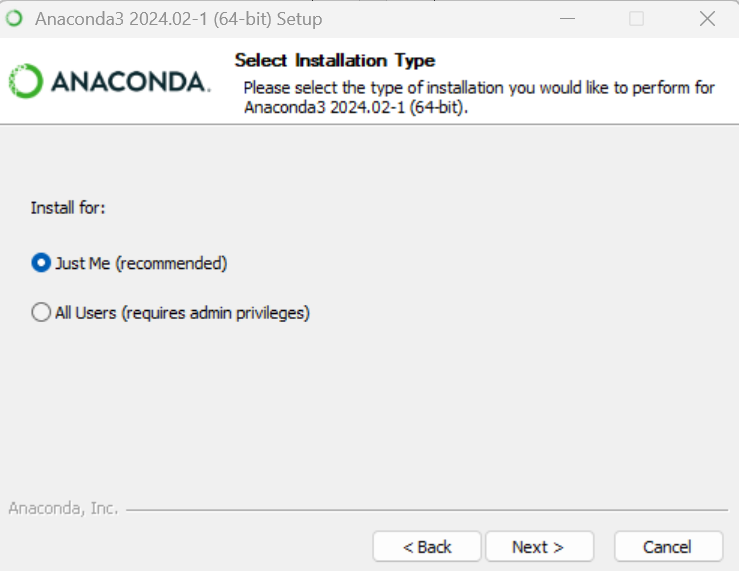 Anaconda3 2024.02-1 (64-bit) Setup
ANACONDA.
Select Installation Type
Please select the type of installation you would like to perform for
Anaconda3 2024.02-1 (64-bit).
Install for:
Just Me (recommended)
All Users (requires admin privileges)
Anaconda, Inc.
< Back
Next >
Cancel